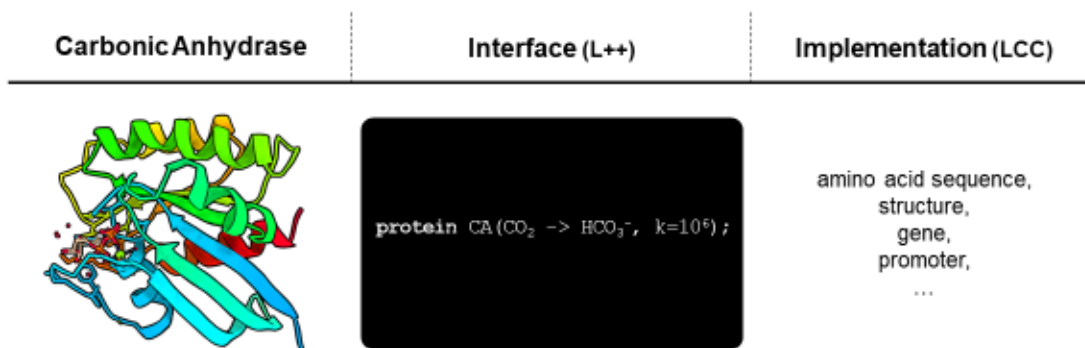 Carbonic Anhydrase
Interface (L++)
Implementation (LCC)
protein CA(CO₂ -> HCO₃⁻, k=10⁶);
amino acid sequence,
structure,
gene,
promoter,
...